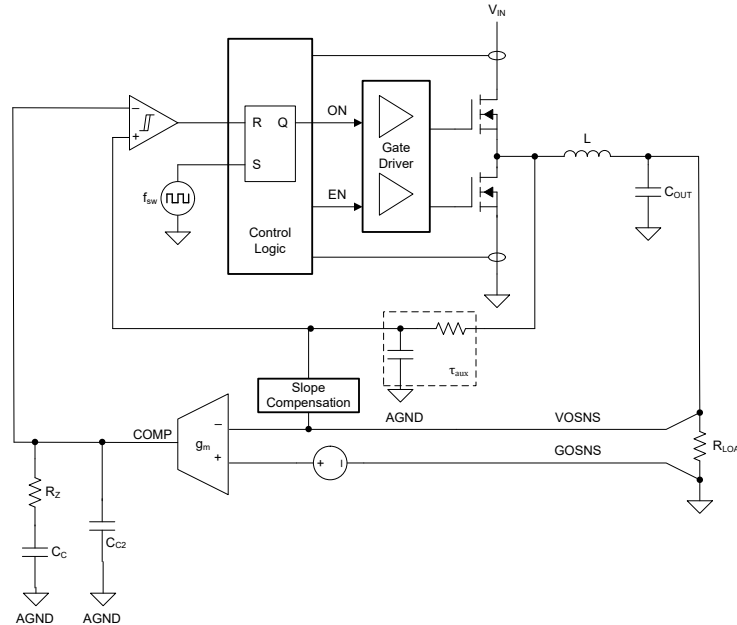 V_IN
−
+
R Q
S
ON
EN
Control
Logic
Gate
Driver
f_sw
L
C_OUT
τ_aux
AGND
Slope
Compensation
COMP
g_m
−
+
+ −
VOSNS
GOSNS
R_LOA
R_Z
C_C
C_C2
AGND
AGND